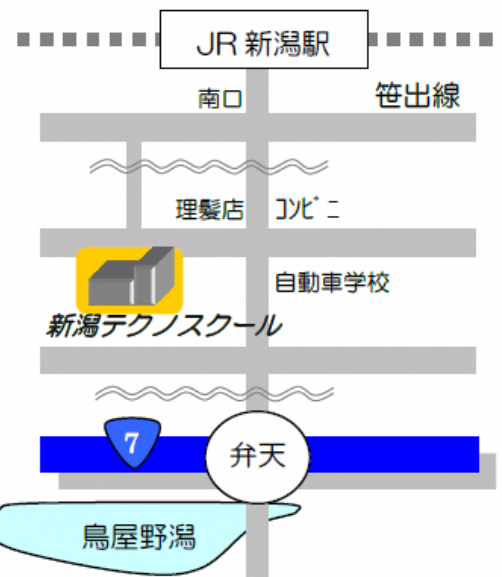 JR新潟駅
南口
笹出線
理髪店
コンビニ
自動車学校
新潟テクノスクール
7
弁天
鳥屋野潟